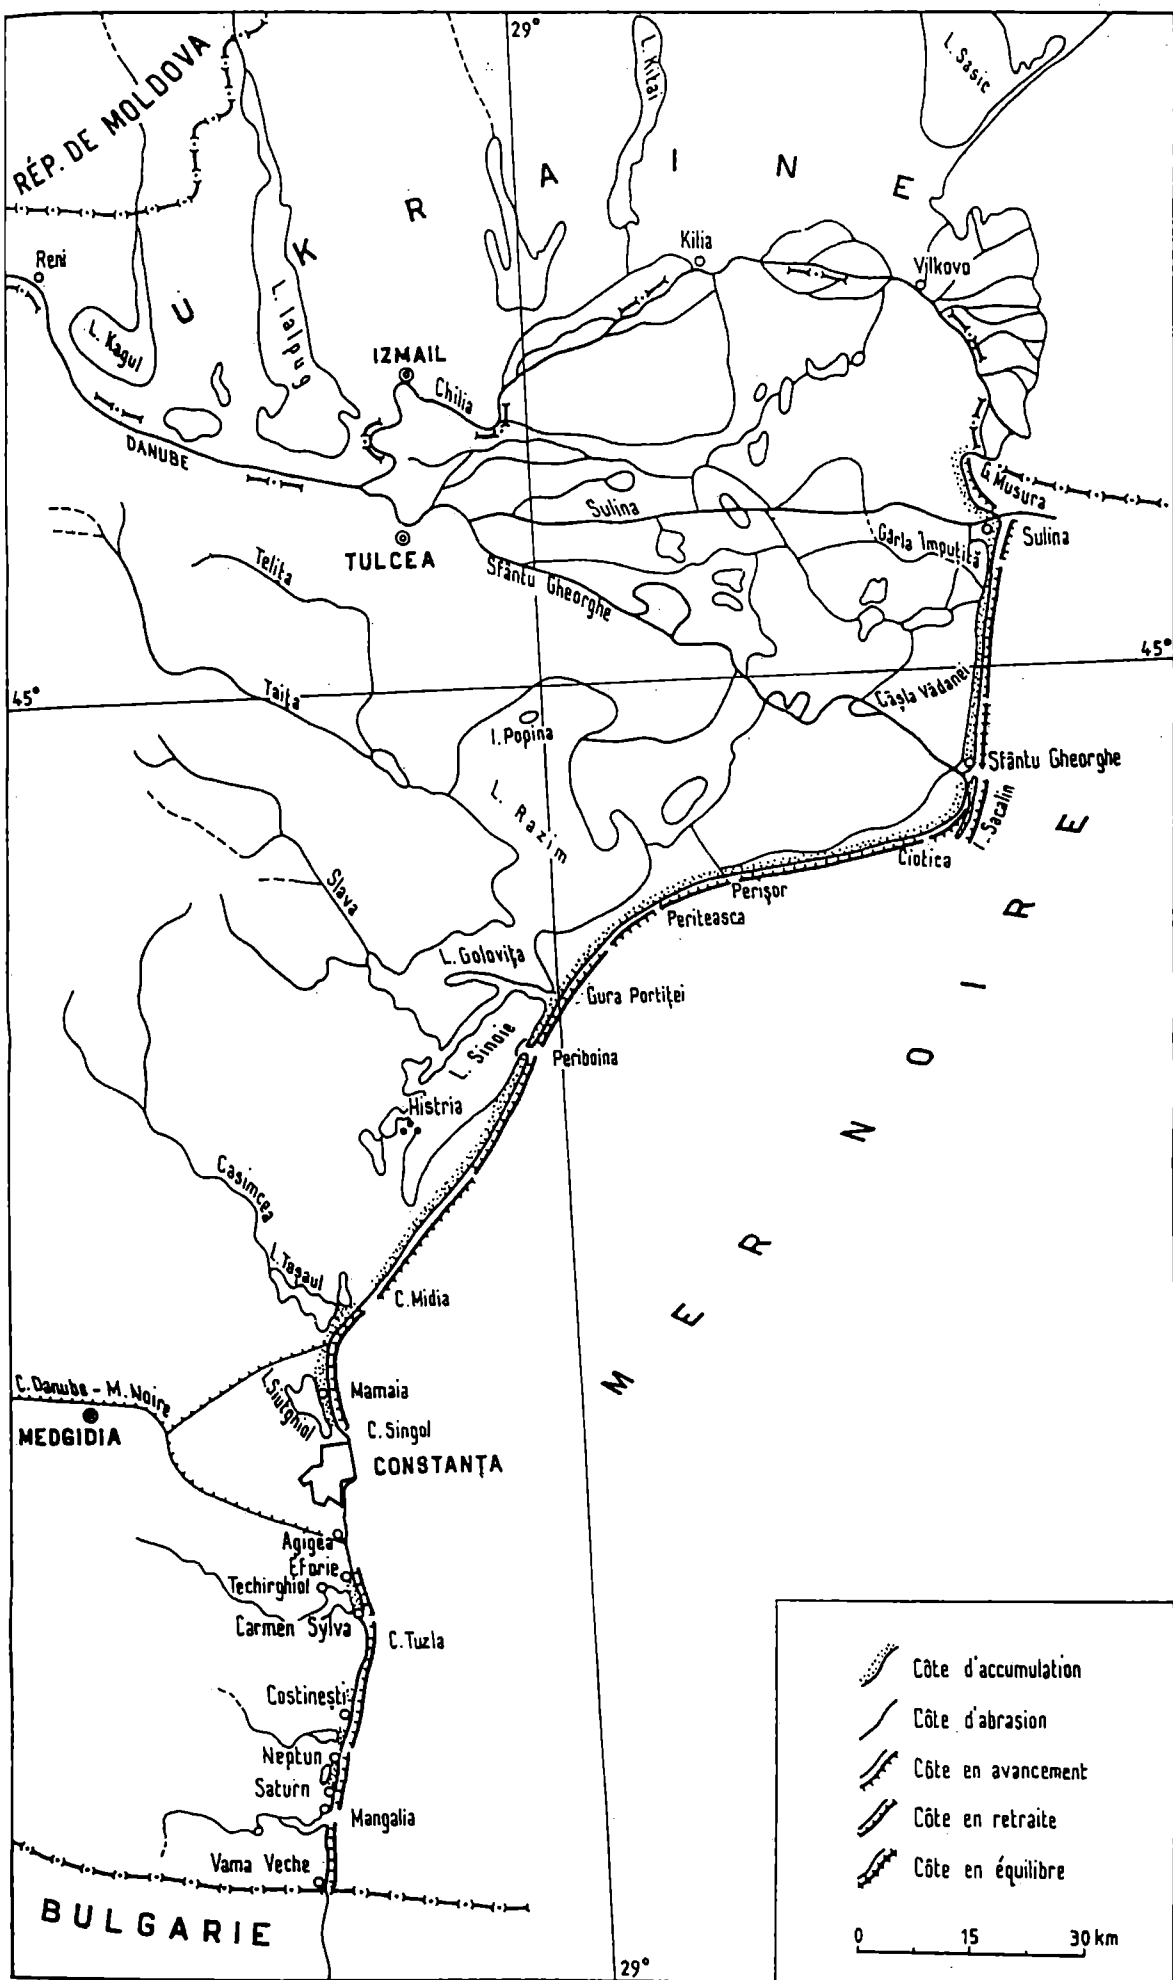 29°
RÉP. DE MOLDOVA
L. Kitai
L. Sasic
U K R A I N E
Reni
Kilia
Vilkovo
L. Kagul
L. Ialpug
IZMAIL
Chilia
DANUBE
G. Musura
Sulina
Sulina
Gârla Împuțită
TULCEA
Telița
Sfântu Gheorghe
45°
45°
Taița
Câșla Vădanei
I. Popina
Sfântu Gheorghe
L. Razim
I. Sacalin
Ciotica
Slava
Perișor
Periteasca
L. Golovița
Gura Portiței
L. Sinoie
Periboina
Histria
MER NOIRE
Casimcea
L. Tașaul
C. Midia
C. Danube - M. Noire
L. Siutghiol
Mamaia
MEDGIDIA
C. Singol
CONSTANȚA
Agigea
Eforie
Techirghiol
Carmen Sylva
C. Tuzla
Costinești
Neptun
Saturn
Mangalia
Vama Veche
BULGARIE
29°
Côte d'accumulation
Côte d'abrasion
Côte en avancement
Côte en retraite
Côte en équilibre
0 15 30 km